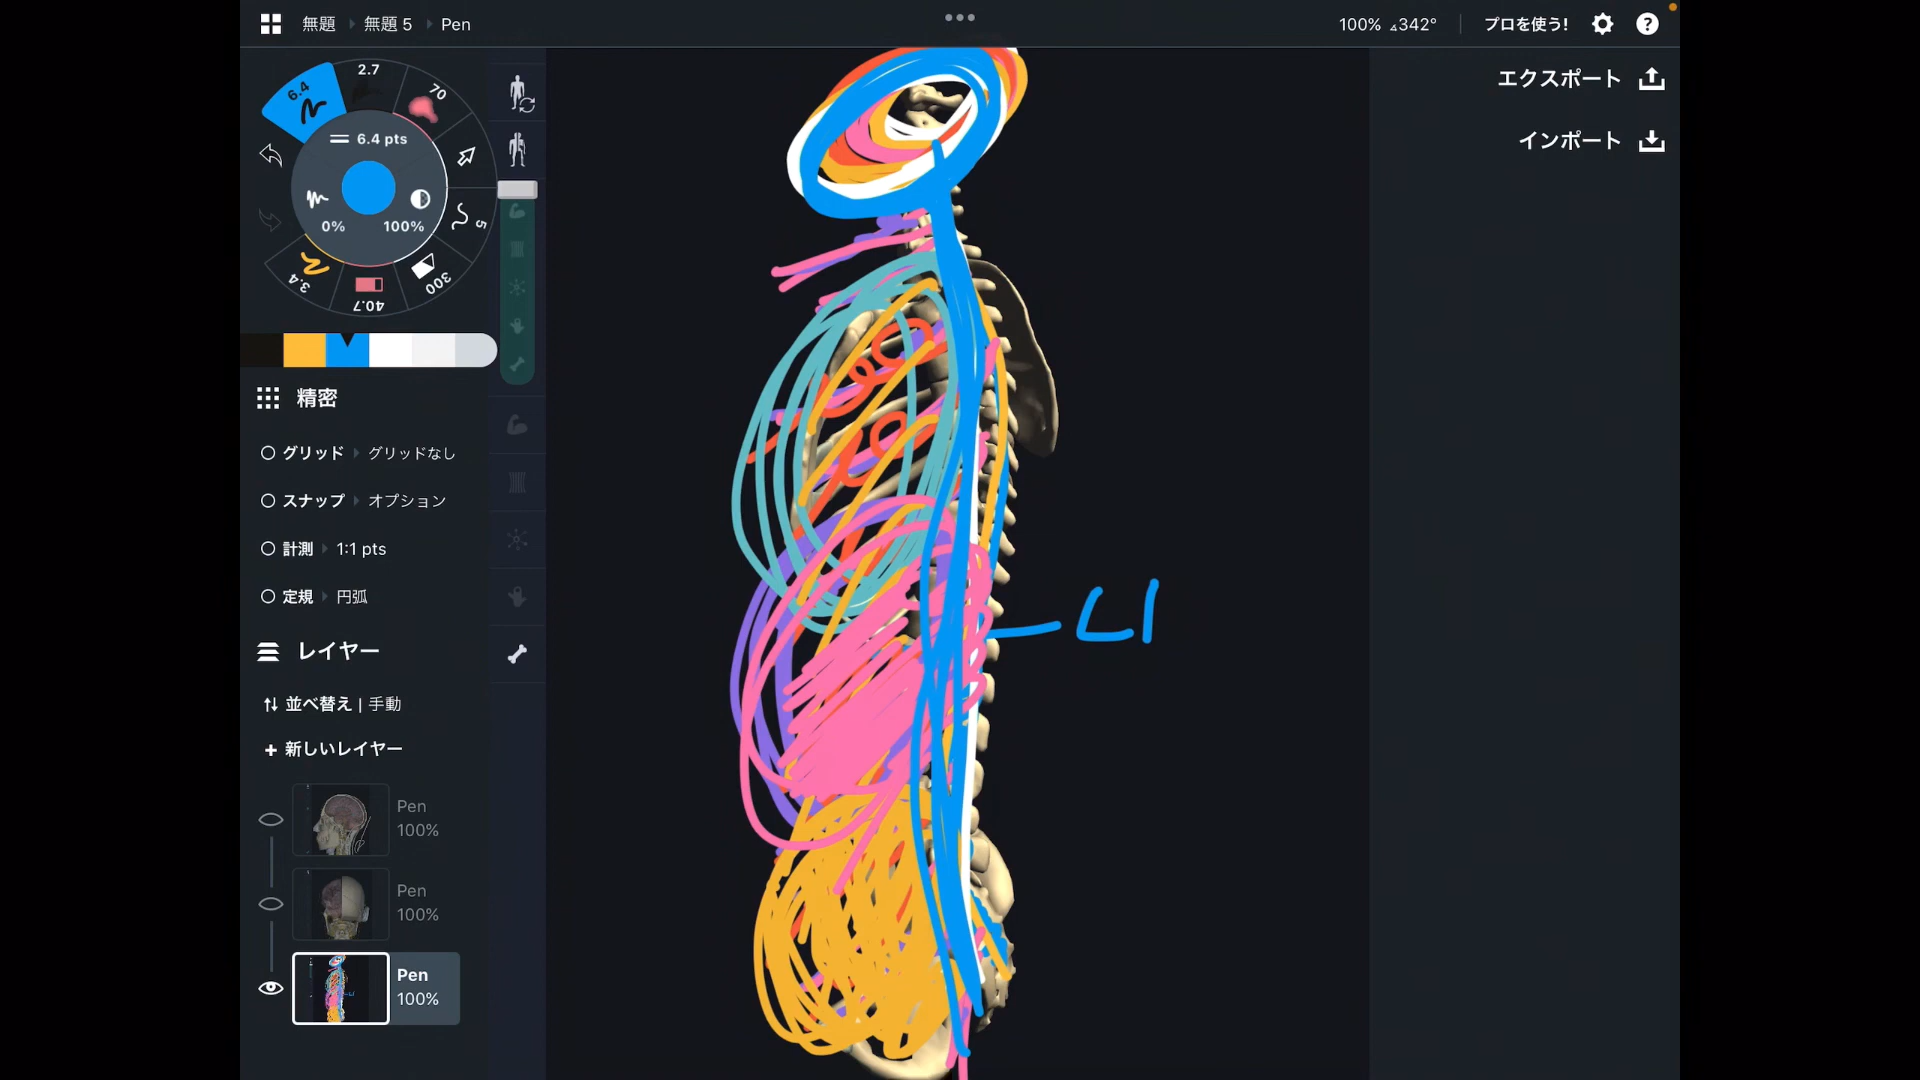 無題 無題 5 Pen
100% ⊿342°
プロを使う!
エクスポート
インポート
6.4
2.7
70
5
300
40.7
3.4
6.4 pts
0% 100%
精密
グリッド グリッドなし
スナップ オプション
計測 1:1 pts
定規 円弧
レイヤー
並べ替え | 手動
+ 新しいレイヤー
Pen
100%
Pen
100%
Pen
100%
L1